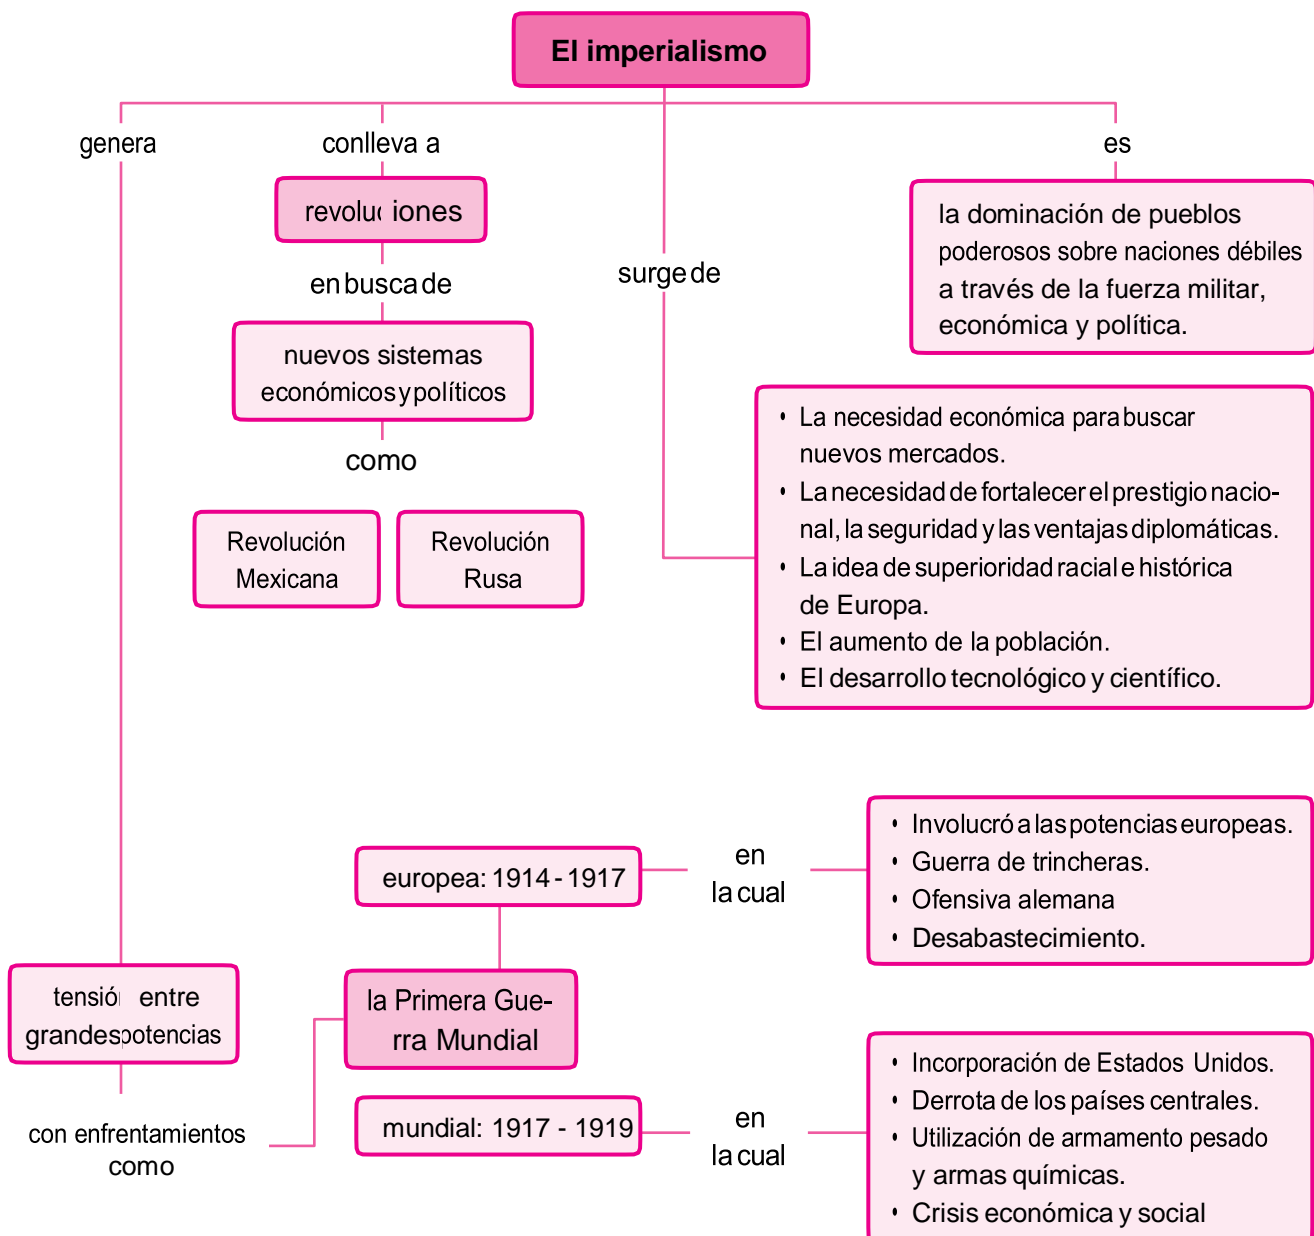 El imperialismo
genera
conlleva a
es
revoluciones
en busca de
nuevos sistemas
económicos y políticos
como
Revolución
Mexicana
Revolución
Rusa
surge de
la dominación de pueblos
poderosos sobre naciones débiles
a través de la fuerza militar,
económica y política.
• La necesidad económica para buscar
nuevos mercados.
• La necesidad de fortalecer el prestigio nacio-
nal, la seguridad y las ventajas diplomáticas.
• La idea de superioridad racial e histórica
de Europa.
• El aumento de la población.
• El desarrollo tecnológico y científico.
tensión entre
grandes potencias
con enfrentamientos
como
la Primera Gue-
rra Mundial
europea: 1914 - 1917
en
la cual
• Involucró a las potencias europeas.
• Guerra de trincheras.
• Ofensiva alemana
• Desabastecimiento.
mundial: 1917 - 1919
en
la cual
• Incorporación de Estados Unidos.
• Derrota de los países centrales.
• Utilización de armamento pesado
y armas químicas.
• Crisis económica y social